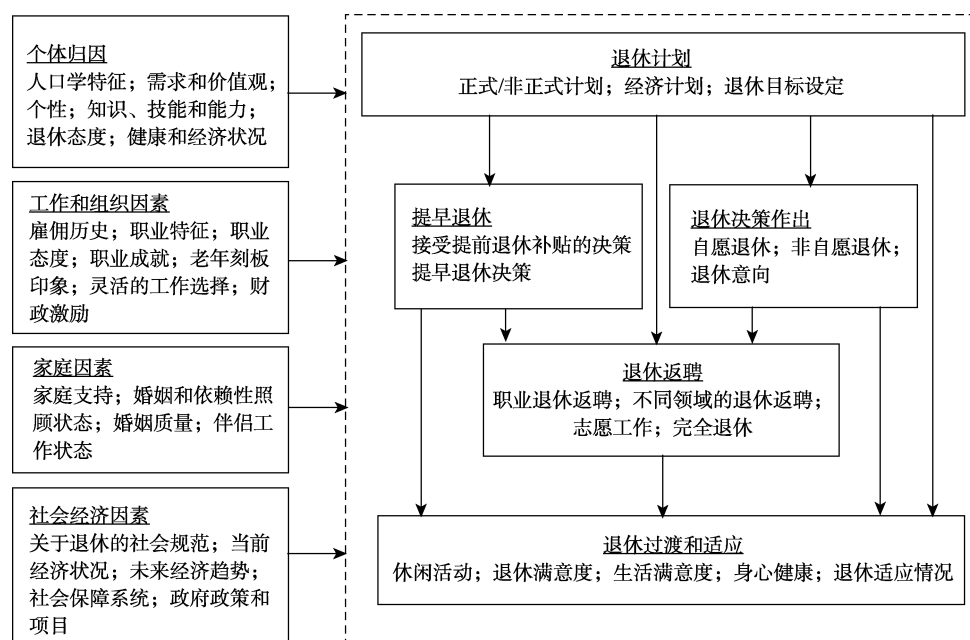 个体归因
人口学特征；需求和价值观；
个性；知识、技能和能力；
退休态度；健康和经济状况
工作和组织因素
雇佣历史；职业特征；职业
态度；职业成就；老年刻板
印象；灵活的工作选择；财
政激励
家庭因素
家庭支持；婚姻和依赖性照
顾状态；婚姻质量；伴侣工
作状态
社会经济因素
关于退休的社会规范；当前
经济状况；未来经济趋势；
社会保障系统；政府政策和
项目
退休计划
正式/非正式计划；经济计划；退休目标设定
提早退休
接受提前退休补贴的决策
提早退休决策
退休决策作出
自愿退休；非自愿退休；
退休意向
退休返聘
职业退休返聘；不同领域的退休返聘；
志愿工作；完全退休
退休过渡和适应
休闲活动；退休满意度；生活满意度；身心健康；退休适应情况